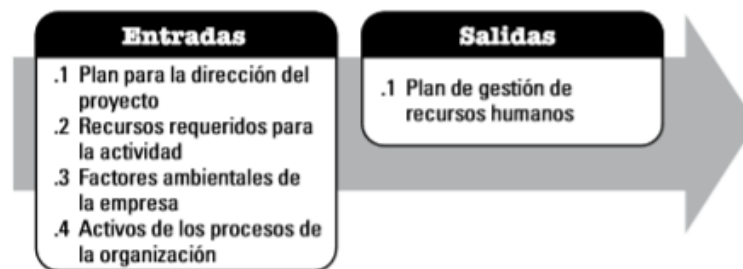 Entradas
.1 Plan para la dirección del
proyecto
.2 Recursos requeridos para
la actividad
.3 Factores ambientales de
la empresa
.4 Activos de los procesos de
la organización
Salidas
.1 Plan de gestión de
recursos humanos